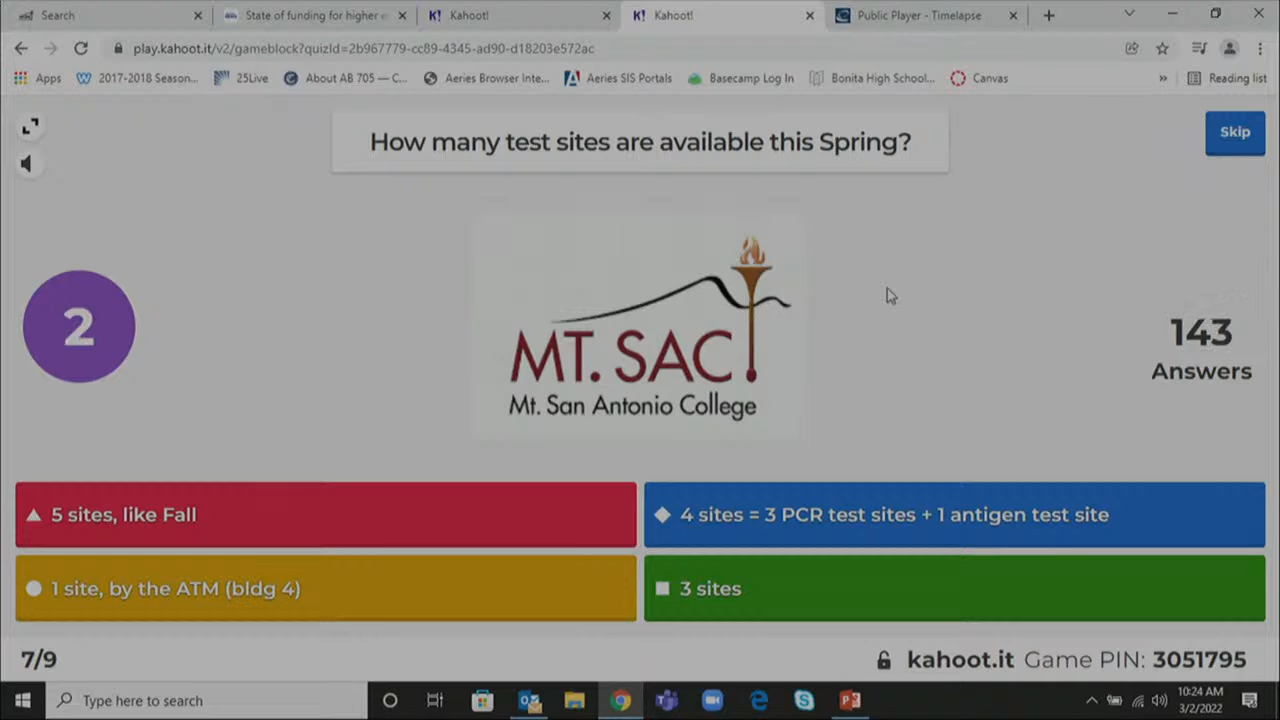 Search
State of funding for higher e
Kahoot!
Kahoot!
Public Player - Timelapse
play.kahoot.it/v2/gameblock?quizId=2b967779-cc89-4345-ad90-d18203e572ac
Apps
2017-2018 Season...
25Live
About AB 705 — C...
Aeries Browser Inte...
Aeries SIS Portals
Basecamp Log In
Bonita High School...
Canvas
»
Reading list
How many test sites are available this Spring?
Skip
2
MT. SAC
Mt. San Antonio College
143
Answers
5 sites, like Fall
4 sites = 3 PCR test sites + 1 antigen test site
1 site, by the ATM (bldg 4)
3 sites
7/9
kahoot.it Game PIN: 3051795
Type here to search
10:24 AM
3/2/2022